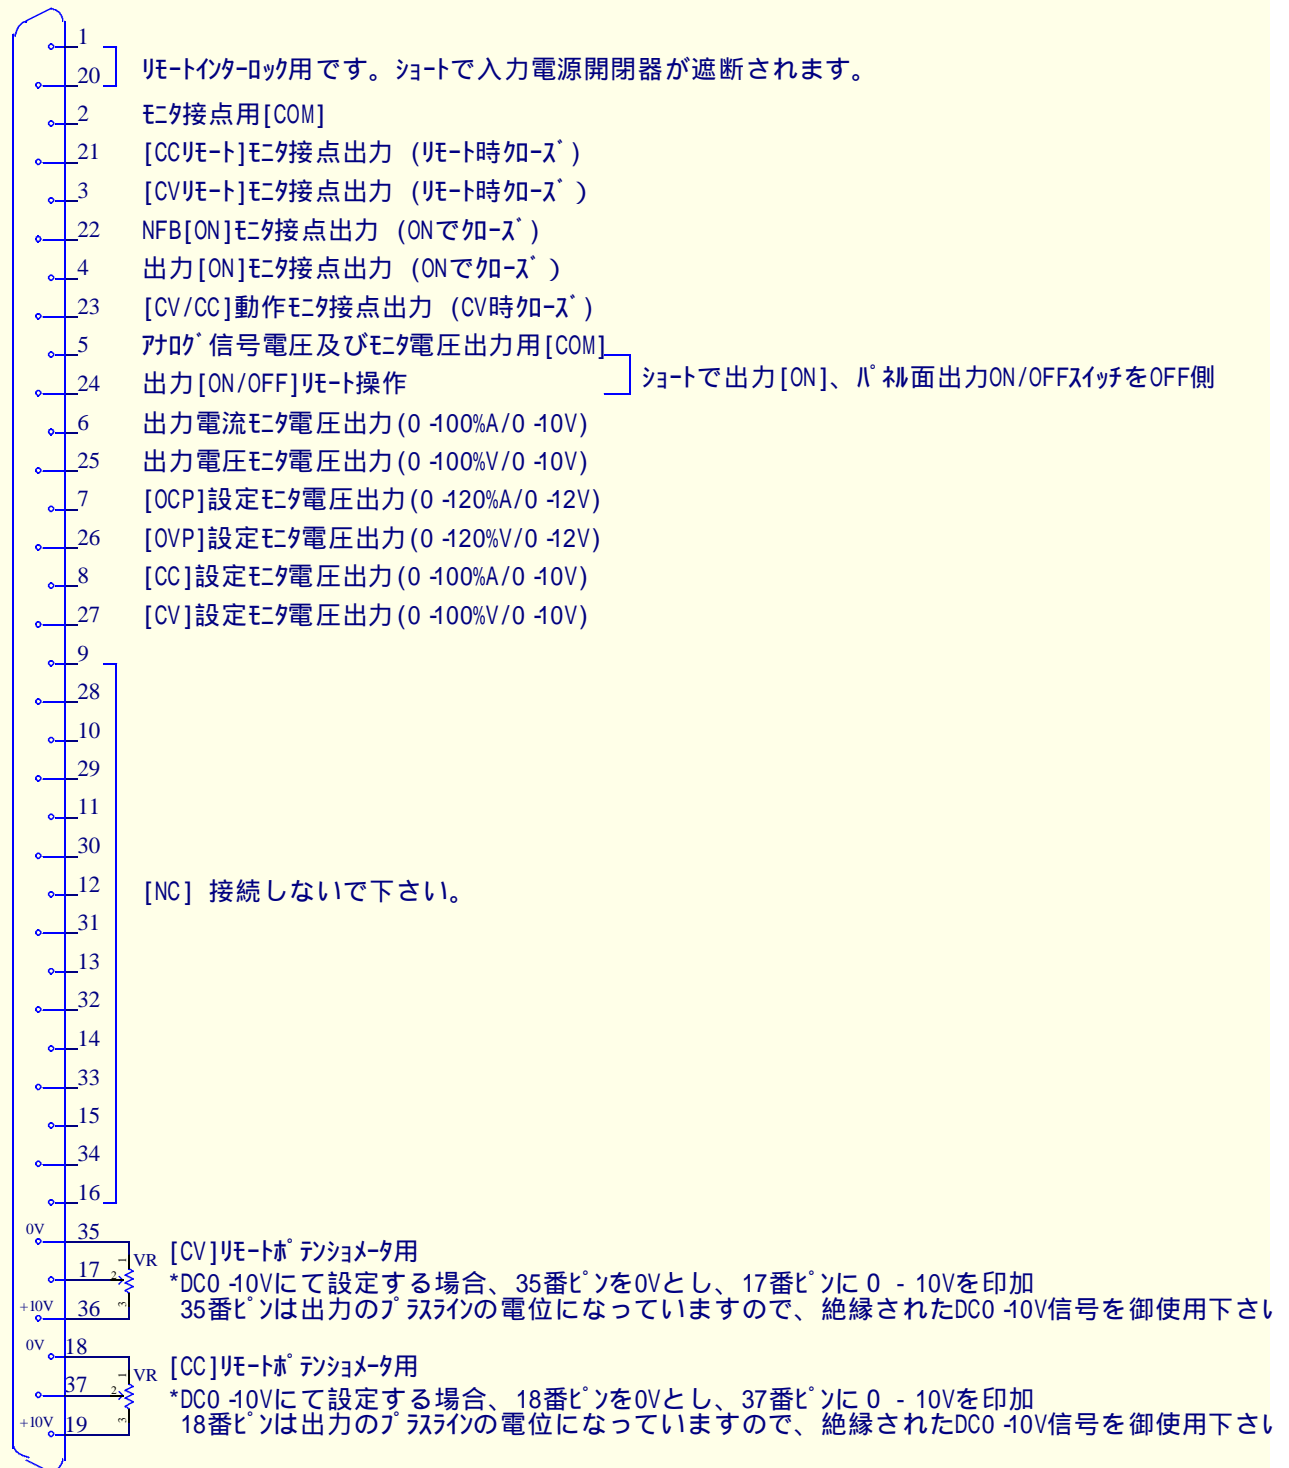 1
20 ﾘﾓｰﾄｲﾝﾀｰﾛｯｸ用です。ｼｮｰﾄで入力電源開閉器が遮断されます。
2 ﾓﾆﾀ接点用[COM]
21 [CCﾘﾓｰﾄ]ﾓﾆﾀ接点出力 (ﾘﾓｰﾄ時ｸﾛｰｽﾞ)
3 [CVﾘﾓｰﾄ]ﾓﾆﾀ接点出力 (ﾘﾓｰﾄ時ｸﾛｰｽﾞ)
22 NFB[ON]ﾓﾆﾀ接点出力 (ONでｸﾛｰｽﾞ)
4 出力[ON]ﾓﾆﾀ接点出力 (ONでｸﾛｰｽﾞ)
23 [CV/CC]動作ﾓﾆﾀ接点出力 (CV時ｸﾛｰｽﾞ)
5 ｱﾅﾛｸﾞ信号電圧及びﾓﾆﾀ電圧出力用[COM]
24 出力[ON/OFF]ﾘﾓｰﾄ操作 ｼｮｰﾄで出力[ON]、ﾊﾟﾈﾙ面出力ON/OFFｽｲｯﾁをOFF側
6 出力電流ﾓﾆﾀ電圧出力(0-100%A/0-10V)
25 出力電圧ﾓﾆﾀ電圧出力(0-100%V/0-10V)
7 [OCP]設定ﾓﾆﾀ電圧出力(0-120%A/0-12V)
26 [OVP]設定ﾓﾆﾀ電圧出力(0-120%V/0-12V)
8 [CC]設定ﾓﾆﾀ電圧出力(0-100%A/0-10V)
27 [CV]設定ﾓﾆﾀ電圧出力(0-100%V/0-10V)
9
28
10
29
11
30
12 [NC] 接続しないで下さい。
31
13
32
14
33
15
34
16
0V 35
1 VR [CV]ﾘﾓｰﾄﾎﾟﾃﾝｼｮﾒｰﾀ用
17 2 *DC0-10Vにて設定する場合、35番ﾋﾟﾝを0Vとし、17番ﾋﾟﾝに0 - 10Vを印加
+10V 36 3 35番ﾋﾟﾝは出力のﾌﾟﾗｽﾗｲﾝの電位になっていますので、絶縁されたDC0-10V信号を御使用下さい
0V 18
1 VR [CC]ﾘﾓｰﾄﾎﾟﾃﾝｼｮﾒｰﾀ用
37 2 *DC0-10Vにて設定する場合、18番ﾋﾟﾝを0Vとし、37番ﾋﾟﾝに0 - 10Vを印加
+10V 19 3 18番ﾋﾟﾝは出力のﾌﾟﾗｽﾗｲﾝの電位になっていますので、絶縁されたDC0-10V信号を御使用下さい